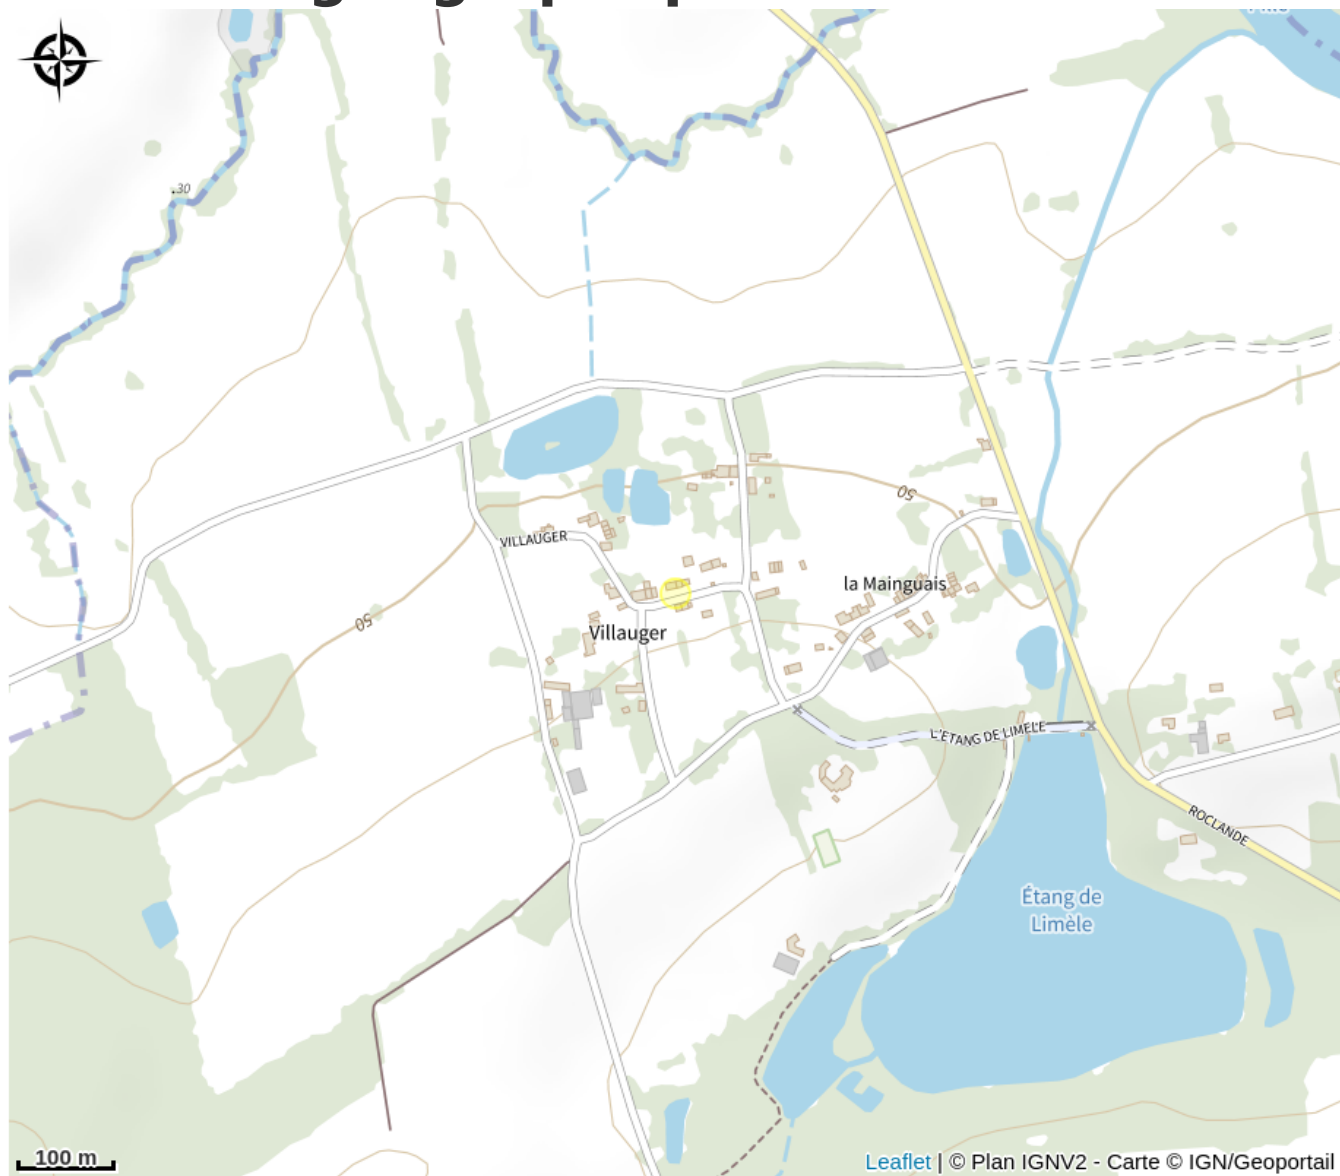 .30
50
VILLAUGER
la Mainguais
50
Villauger
L'ETANG DE LIMELE
ROCLANDE
Étang de
Limèle
100 m
Leaflet | © Plan IGNV2 - Carte © IGN/Geoportail